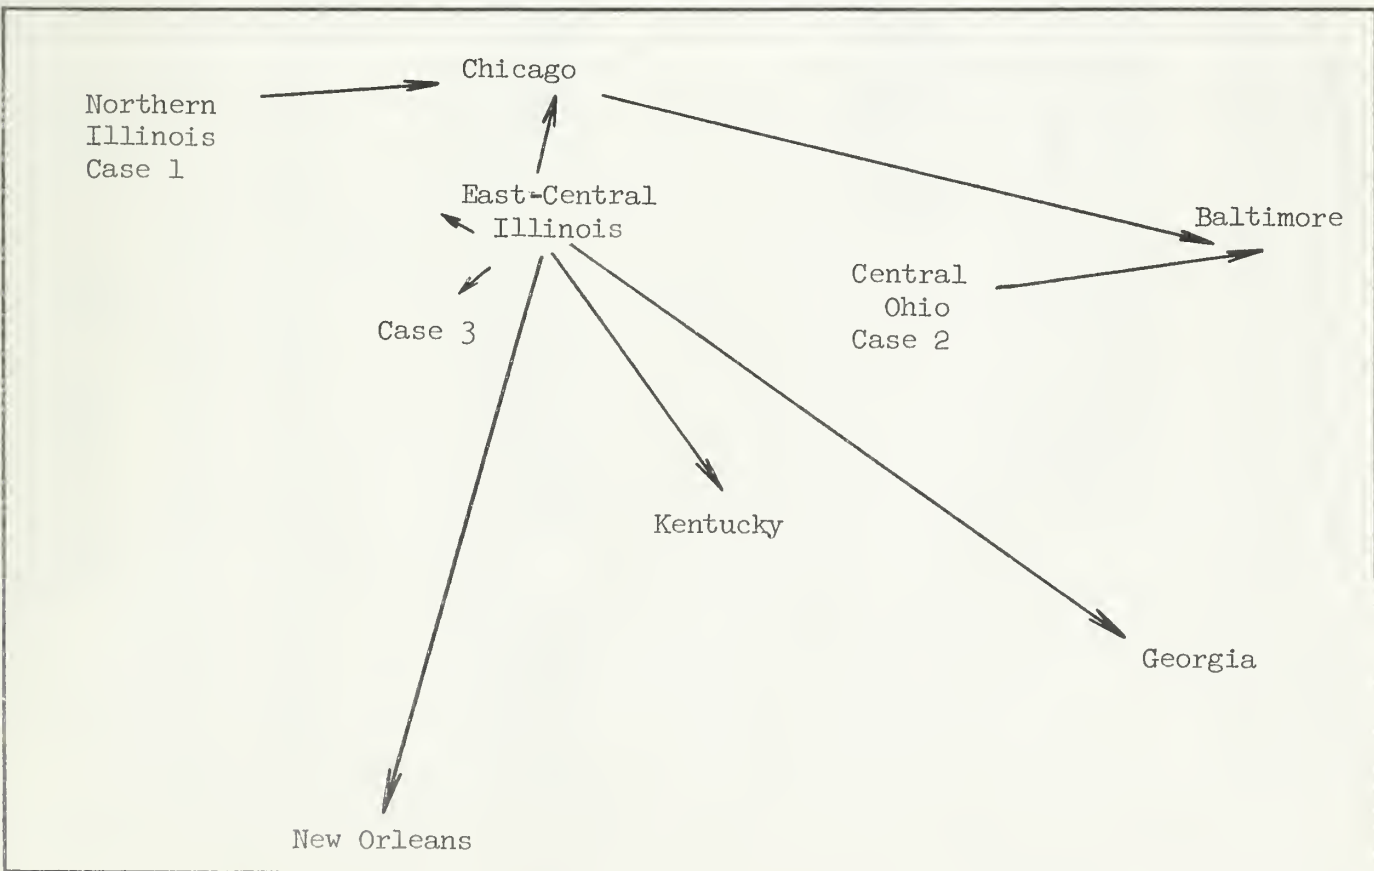 Chicago
Northern
Illinois
Case 1
East-Central
Illinois
Baltimore
Central
Ohio
Case 2
Case 3
Kentucky
Georgia
New Orleans